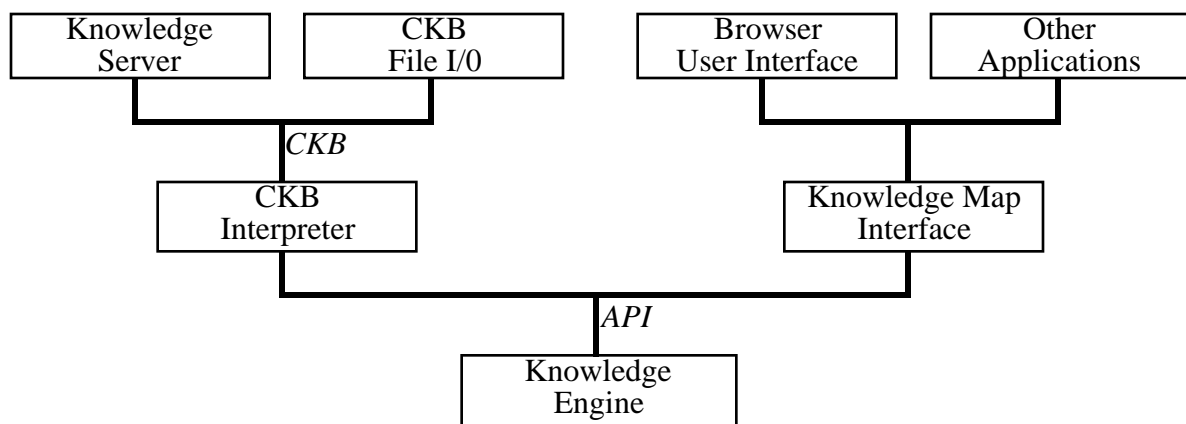 Knowledge
Server
CKB
File I/0
Browser
User Interface
Other
Applications
CKB
CKB
Interpreter
Knowledge Map
Interface
API
Knowledge
Engine